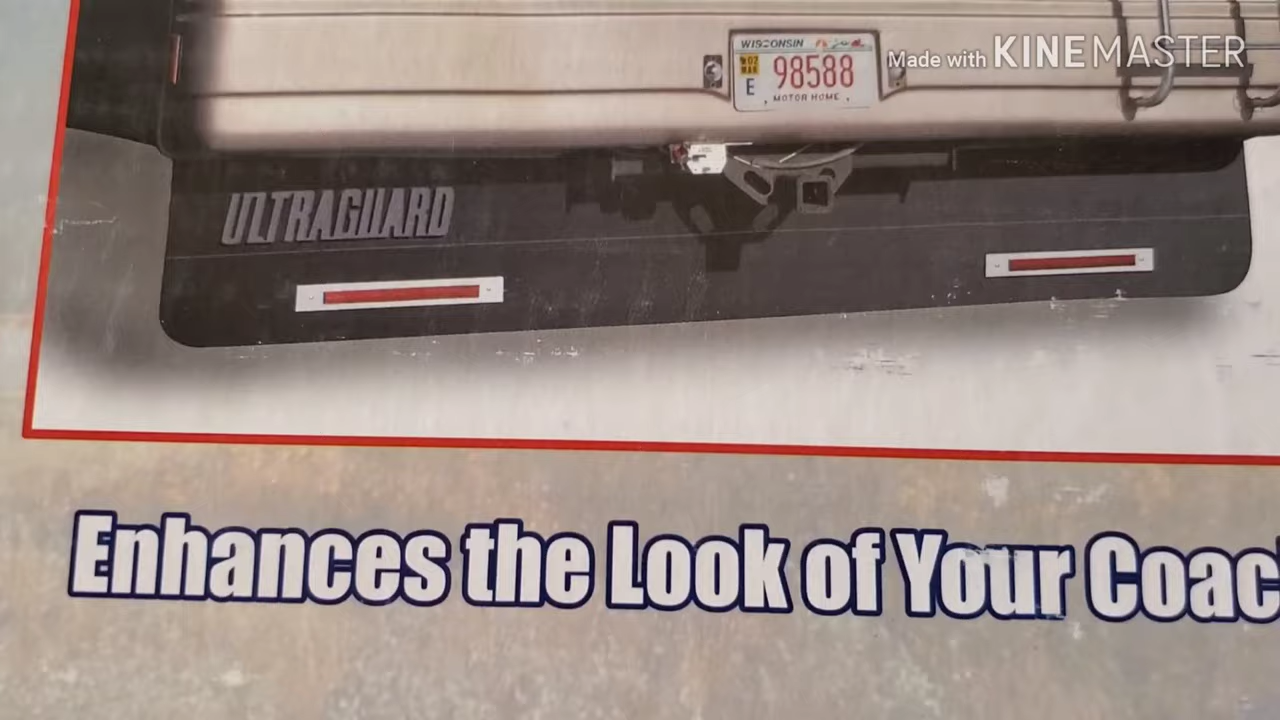 WISCONSIN
Made with KINEMASTER
98588
E
MOTOR HOME
ULTRAGUARD
Enhances the Look of Your Coac